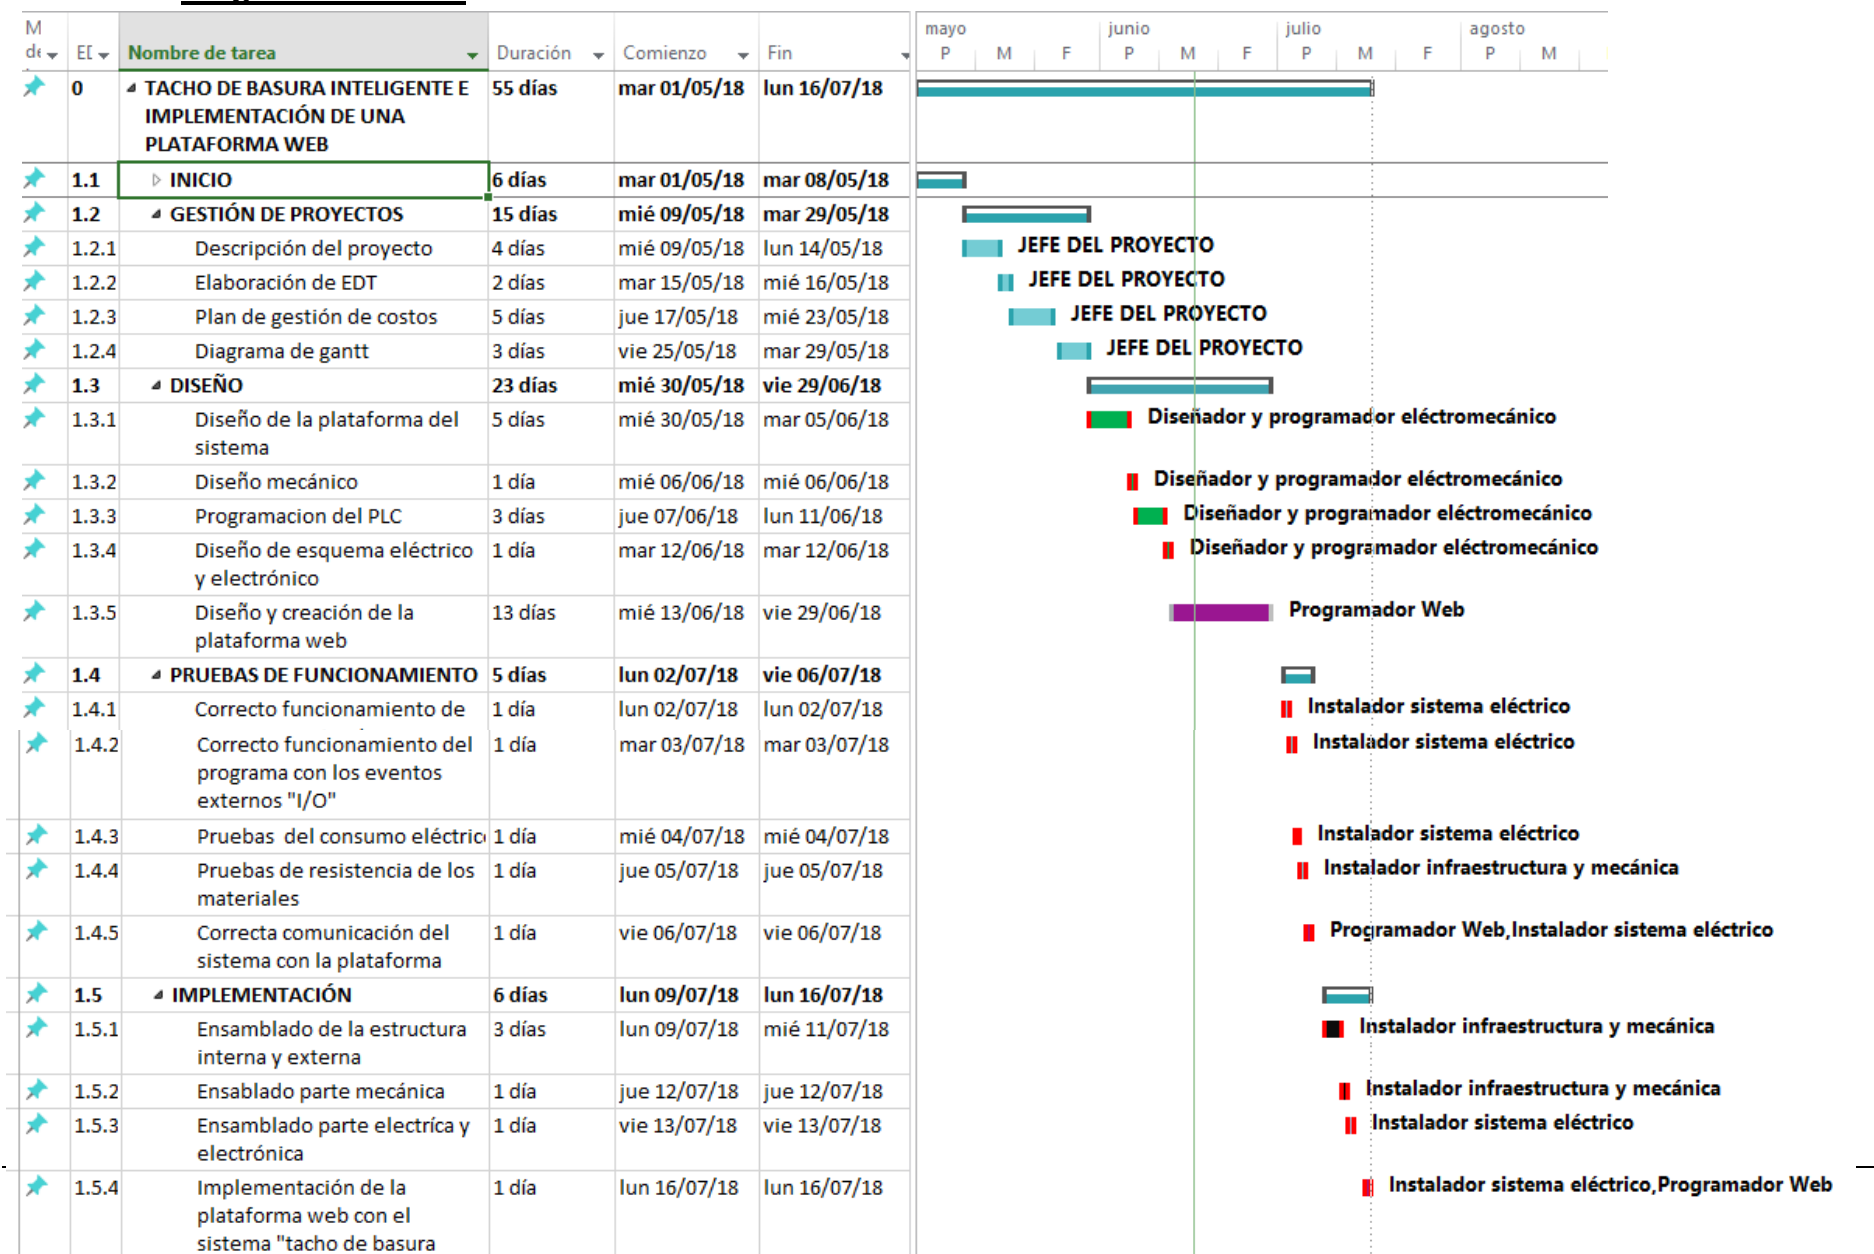 mayo junio julio agosto
M
de EI Nombre de tarea Duración Comienzo Fin P M F P M F P M F P M
0 TACHO DE BASURA INTELIGENTE E 55 días mar 01/05/18 lun 16/07/18
IMPLEMENTACIÓN DE UNA
PLATAFORMA WEB
1.1 INICIO 6 días mar 01/05/18 mar 08/05/18
1.2 GESTIÓN DE PROYECTOS 15 días mié 09/05/18 mar 29/05/18
1.2.1 Descripción del proyecto 4 días mié 09/05/18 lun 14/05/18 JEFE DEL PROYECTO
1.2.2 Elaboración de EDT 2 días mar 15/05/18 mié 16/05/18 JEFE DEL PROYECTO
1.2.3 Plan de gestión de costos 5 días jue 17/05/18 mié 23/05/18 JEFE DEL PROYECTO
1.2.4 Diagrama de gantt 3 días vie 25/05/18 mar 29/05/18 JEFE DEL PROYECTO
1.3 DISEÑO 23 días mié 30/05/18 vie 29/06/18
1.3.1 Diseño de la plataforma del 5 días mié 30/05/18 mar 05/06/18 Diseñador y programador eléctromecánico
sistema
1.3.2 Diseño mecánico 1 día mié 06/06/18 mié 06/06/18 Diseñador y programador eléctromecánico
1.3.3 Programacion del PLC 3 días jue 07/06/18 lun 11/06/18 Diseñador y programador eléctromecánico
1.3.4 Diseño de esquema eléctrico 1 día mar 12/06/18 mar 12/06/18 Diseñador y programador eléctromecánico
y electrónico
1.3.5 Diseño y creación de la 13 días mié 13/06/18 vie 29/06/18 Programador Web
plataforma web
1.4 PRUEBAS DE FUNCIONAMIENTO 5 días lun 02/07/18 vie 06/07/18
1.4.1 Correcto funcionamiento de 1 día lun 02/07/18 lun 02/07/18 Instalador sistema eléctrico
1.4.2 Correcto funcionamiento del 1 día mar 03/07/18 mar 03/07/18 Instalador sistema eléctrico
programa con los eventos
externos "I/O"
1.4.3 Pruebas del consumo eléctric 1 día mié 04/07/18 mié 04/07/18 Instalador sistema eléctrico
1.4.4 Pruebas de resistencia de los 1 día jue 05/07/18 jue 05/07/18 Instalador infraestructura y mecánica
materiales
1.4.5 Correcta comunicación del 1 día vie 06/07/18 vie 06/07/18 Programador Web,Instalador sistema eléctrico
sistema con la plataforma
1.5 IMPLEMENTACIÓN 6 días lun 09/07/18 lun 16/07/18
1.5.1 Ensamblado de la estructura 3 días lun 09/07/18 mié 11/07/18 Instalador infraestructura y mecánica
interna y externa
1.5.2 Ensablado parte mecánica 1 día jue 12/07/18 jue 12/07/18 Instalador infraestructura y mecánica
1.5.3 Ensamblado parte electríca y 1 día vie 13/07/18 vie 13/07/18 Instalador sistema eléctrico
electrónica
1.5.4 Implementación de la 1 día lun 16/07/18 lun 16/07/18 Instalador sistema eléctrico,Programador Web
plataforma web con el
sistema "tacho de basura